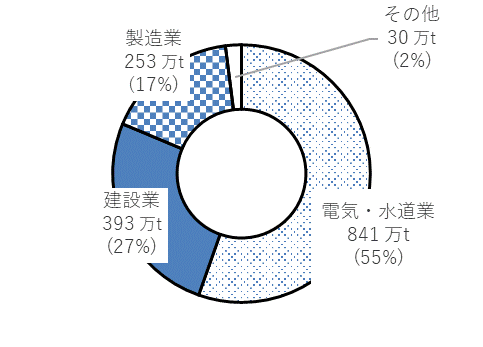 その他
30 万t
(2%)
製造業
253 万t
(17%)
建設業
393 万t
(27%)
電気・水道業
841 万t
(55%)